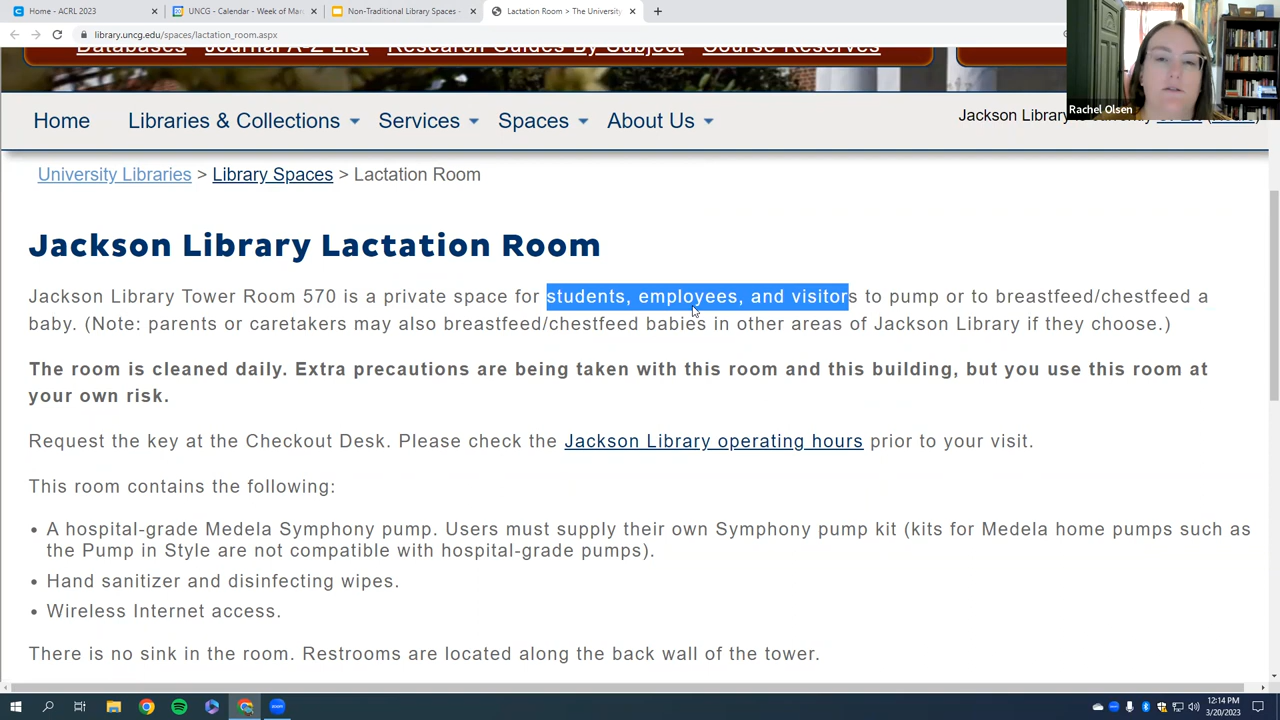 Home - ACRL 2023
UNCG - Calendar - Week of Mar
Non-Traditional Library Spaces -
Lactation Room > The University
library.uncg.edu/spaces/lactation_room.aspx
Databases Journal A-Z List Research Guides By Subject Course Reserves
Rachel Olsen
Home Libraries & Collections Services Spaces About Us
Jackson Library is currently
University Libraries > Library Spaces > Lactation Room
Jackson Library Lactation Room
Jackson Library Tower Room 570 is a private space for students, employees, and visitors to pump or to breastfeed/chestfeed a
baby. (Note: parents or caretakers may also breastfeed/chestfeed babies in other areas of Jackson Library if they choose.)
The room is cleaned daily. Extra precautions are being taken with this room and this building, but you use this room at
your own risk.
Request the key at the Checkout Desk. Please check the Jackson Library operating hours prior to your visit.
This room contains the following:
• A hospital-grade Medela Symphony pump. Users must supply their own Symphony pump kit (kits for Medela home pumps such as
the Pump in Style are not compatible with hospital-grade pumps).
• Hand sanitizer and disinfecting wipes.
• Wireless Internet access.
There is no sink in the room. Restrooms are located along the back wall of the tower.
12:14 PM
3/20/2023